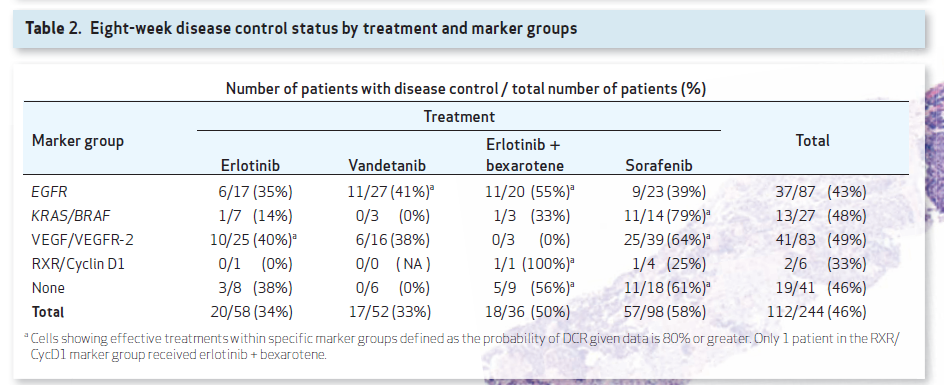 Table 2. Eight-week disease control status by treatment and marker groups
Number of patients with disease control / total number of patients (%)
Treatment
Marker group Erlotinib Vandetanib Erlotinib + bexarotene Sorafenib Total
EGFR 6/17 (35%) 11/27 (41%)ᵃ 11/20 (55%)ᵃ 9/23 (39%) 37/87 (43%)
KRAS/BRAF 1/7 (14%) 0/3 (0%) 1/3 (33%) 11/14 (79%)ᵃ 13/27 (48%)
VEGF/VEGFR-2 10/25 (40%)ᵃ 6/16 (38%) 0/3 (0%) 25/39 (64%)ᵃ 41/83 (49%)
RXR/Cyclin D1 0/1 (0%) 0/0 ( NA ) 1/1 (100%)ᵃ 1/4 (25%) 2/6 (33%)
None 3/8 (38%) 0/6 (0%) 5/9 (56%)ᵃ 11/18 (61%)ᵃ 19/41 (46%)
Total 20/58 (34%) 17/52 (33%) 18/36 (50%) 57/98 (58%) 112/244 (46%)
ᵃ Cells showing effective treatments within specific marker groups defined as the probability of DCR given data is 80% or greater. Only 1 patient in the RXR/
CycD1 marker group received erlotinib + bexarotene.